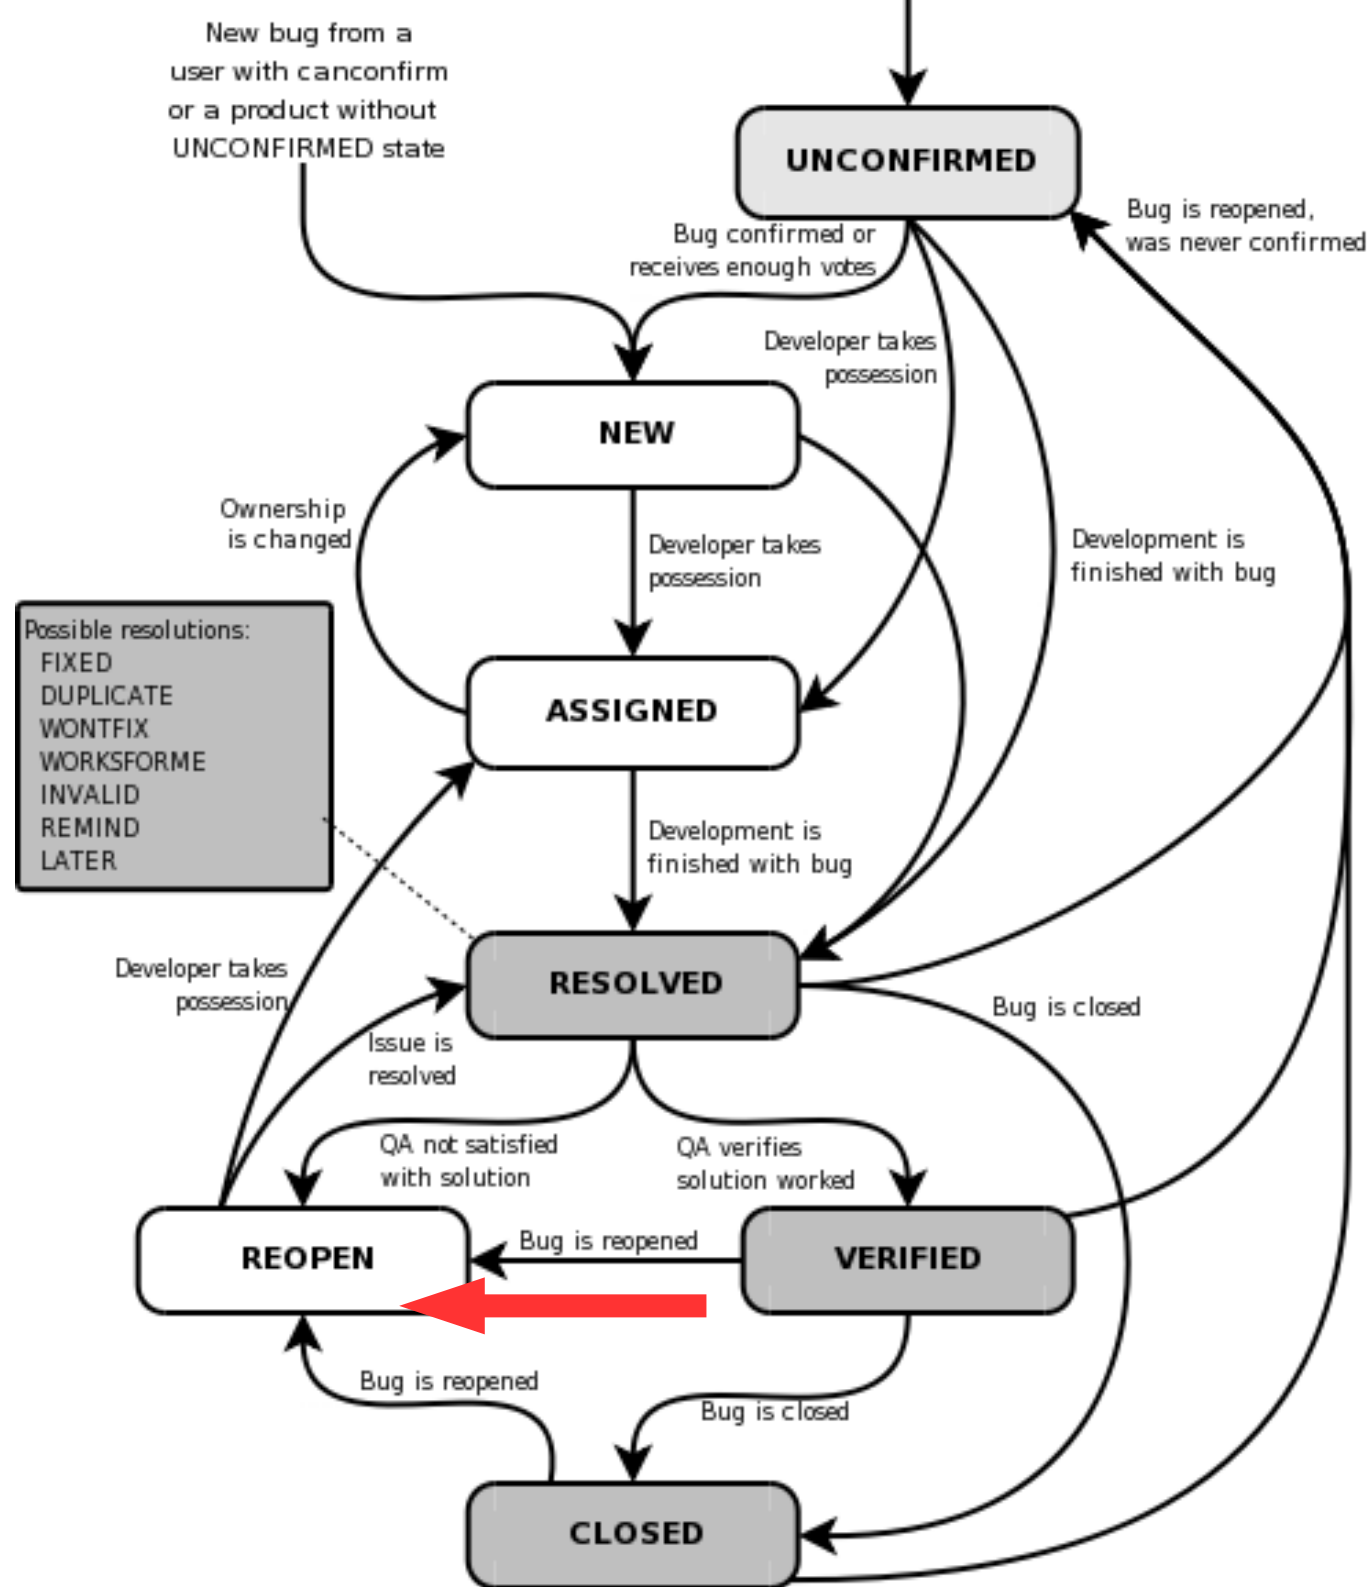 New bug from a
user with canconfirm
or a product without
UNCONFIRMED state
UNCONFIRMED
Bug is reopened,
was never confirmed
Bug confirmed or
receives enough votes
Developer takes
possession
NEW
Ownership
is changed
Developer takes
possession
Development is
finished with bug
Possible resolutions:
FIXED
DUPLICATE
WONTFIX
WORKSFORME
INVALID
REMIND
LATER
ASSIGNED
Development is
finished with bug
Developer takes
possession
RESOLVED
Bug is closed
Issue is
resolved
QA not satisfied
with solution
QA verifies
solution worked
REOPEN
Bug is reopened
VERIFIED
Bug is reopened
Bug is closed
CLOSED